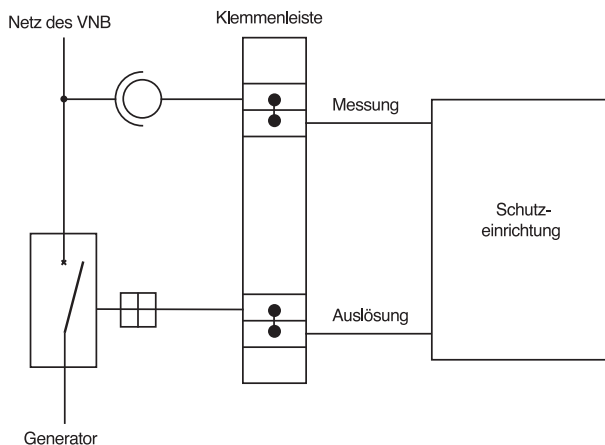 Netz des VNB
Klemmenleiste
Messung
Schutz-
einrichtung
Auslösung
Generator